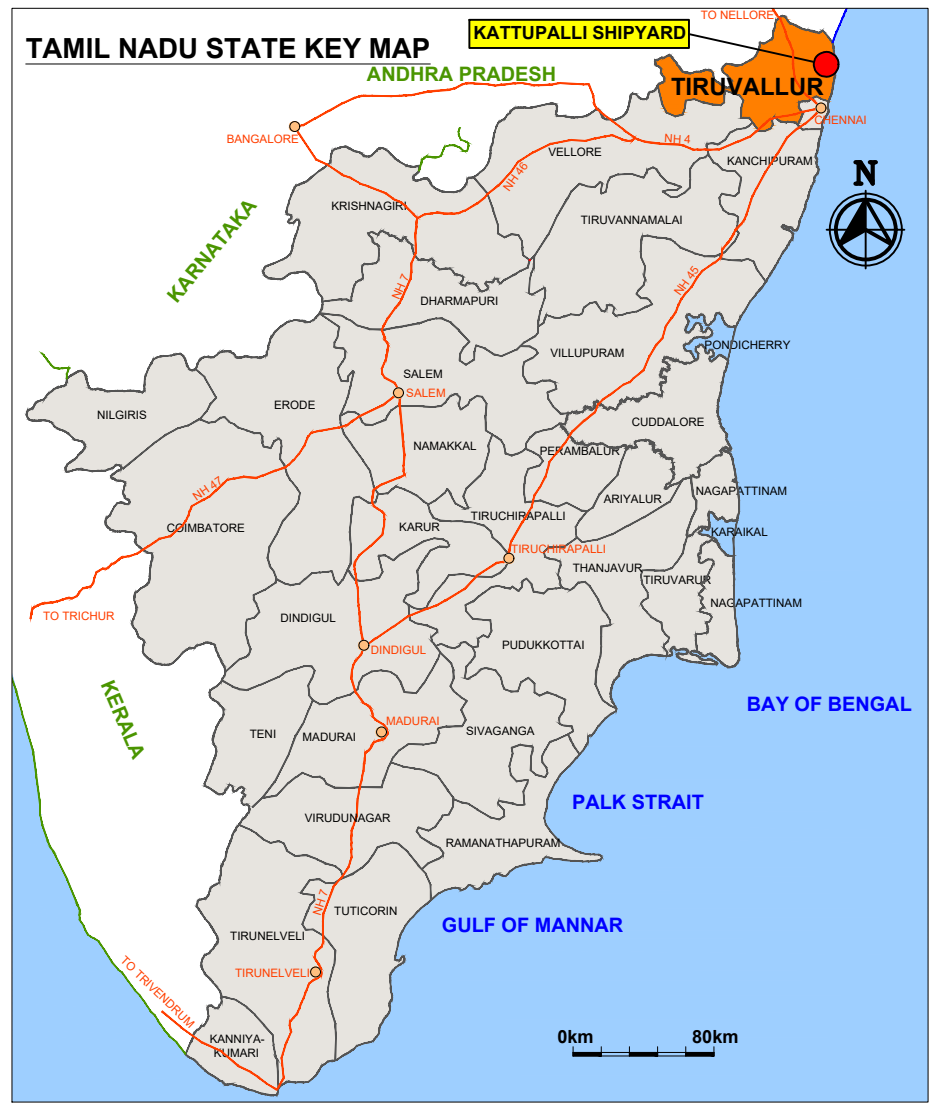 TO NELLORE
KATTUPALLI SHIPYARD
TAMIL NADU STATE KEY MAP
ANDHRA PRADESH
TIRUVALLUR
CHENNAI
BANGALORE
NH 4
VELLORE
KANCHIPURAM
NH 46
N
KRISHNAGIRI
TIRUVANNAMALAI
KARNATAKA
NH 7
NH 45
DHARMAPURI
PONDICHERRY
VILLUPURAM
SALEM
SALEM
ERODE
NILGIRIS
CUDDALORE
NAMAKKAL
PERAMBALUR
NH 47
ARIYALUR
NAGAPATTINAM
COIMBATORE
KARUR
TIRUCHIRAPALLI
KARAIKAL
TIRUCHIRAPALLI
THANJAVUR
TIRUVARUR
NAGAPATTINAM
TO TRICHUR
DINDIGUL
DINDIGUL
PUDUKKOTTAI
KERALA
BAY OF BENGAL
TENI
MADURAI
MADURAI
SIVAGANGA
PALK STRAIT
VIRUDUNAGAR
RAMANATHAPURAM
NH 7
TUTICORIN
GULF OF MANNAR
TIRUNELVELI
TIRUNELVELI
TO TRIVENDRUM
KANNIYA-
KUMARI
0km 80km